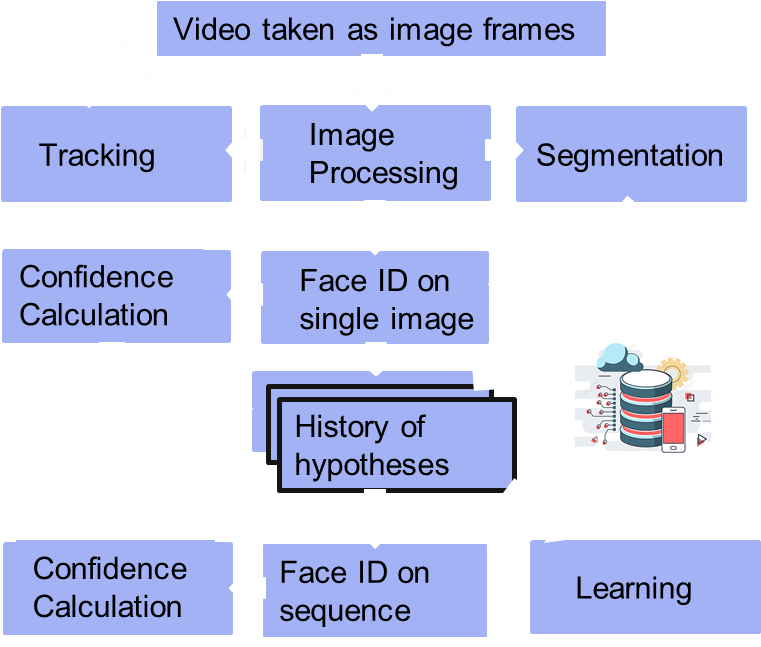 Video taken as image frames
Tracking
Image
Processing
Segmentation
Confidence
Calculation
Face ID on
single image
History of
hypotheses
Confidence
Calculation
Face ID on
sequence
Learning